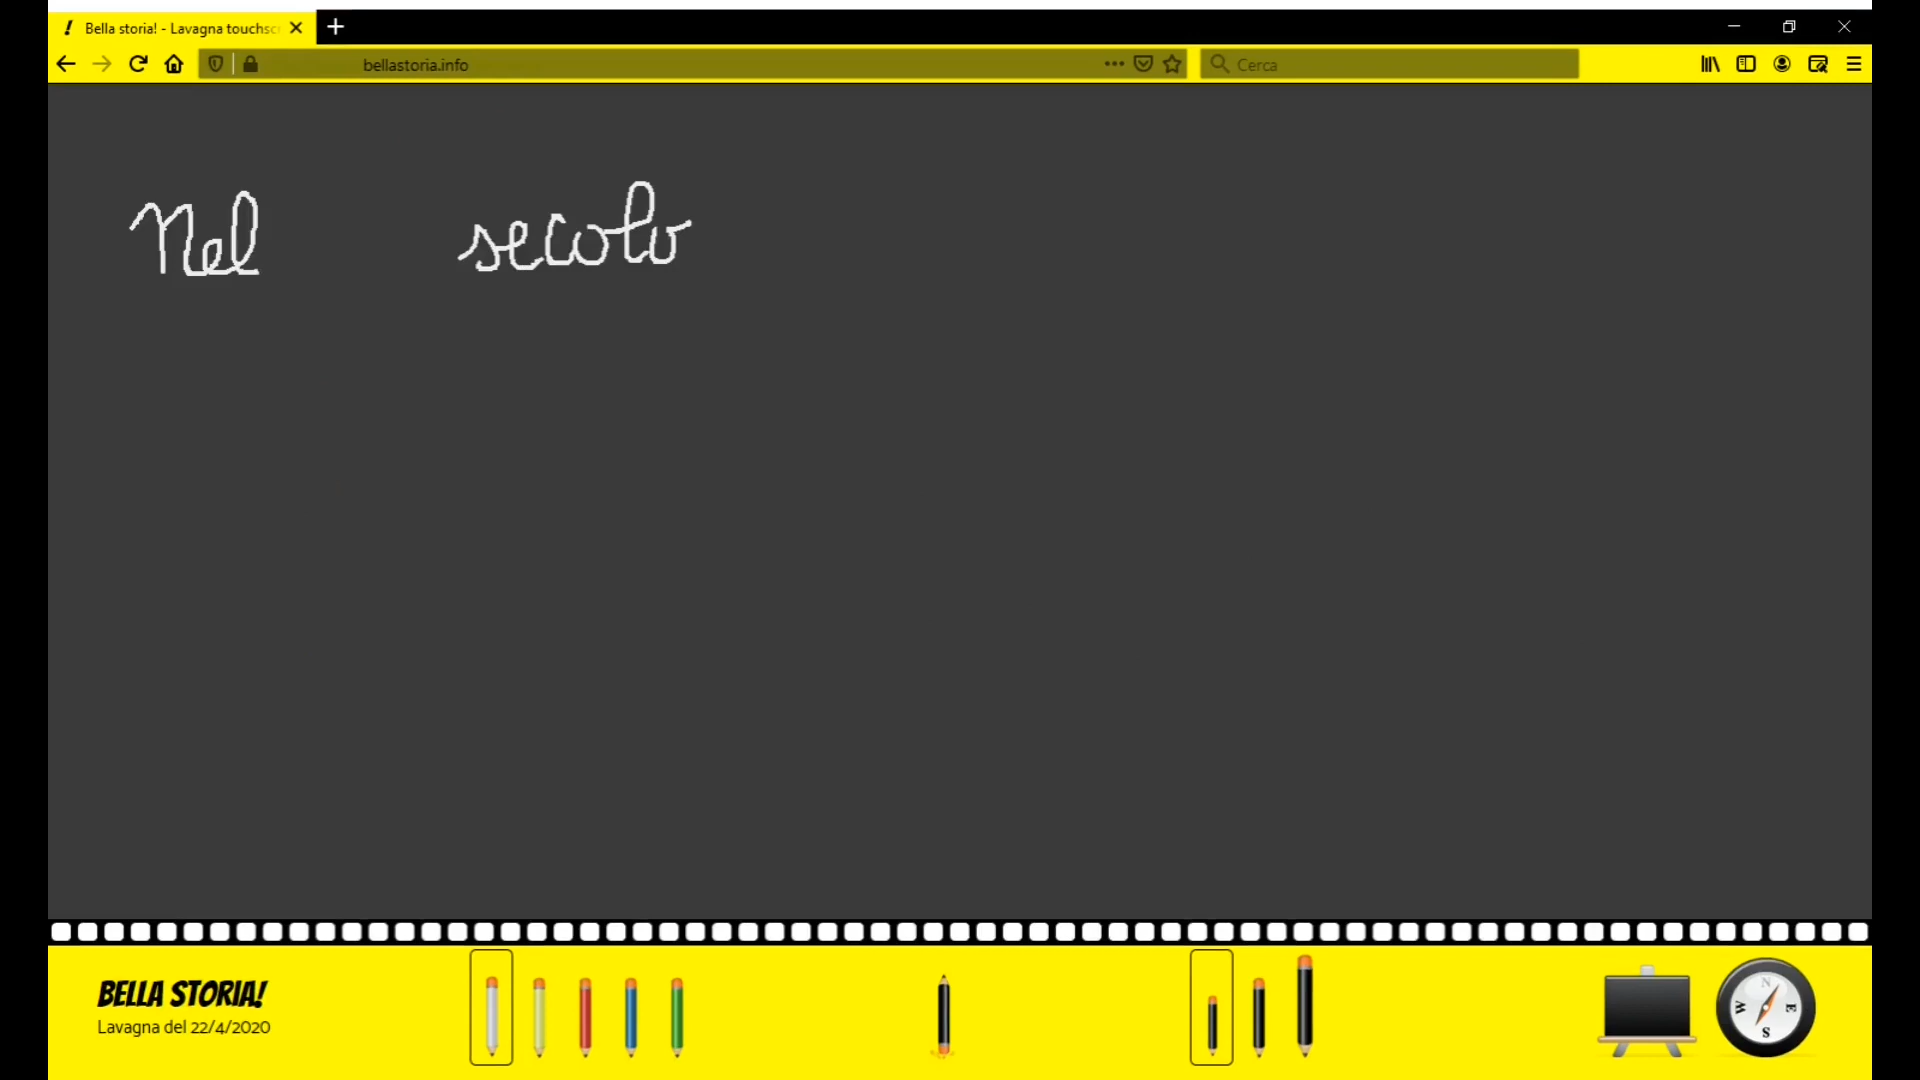 Bella storia! - Lavagna touchsc
bellastoria.info
Cerca
Nel secolo
BELLA STORIA!
Lavagna del 22/4/2020
N
W E
S